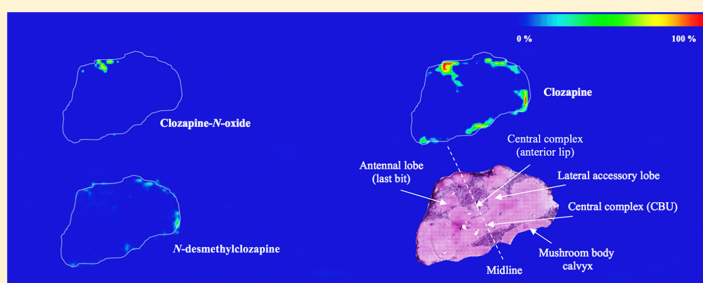 0 %
100 %
Clozapine
Clozapine-N-oxide
Central complex
(anterior lip)
Antennal lobe
(last bit)
Lateral accessory lobe
Central complex (CBU)
N-desmethylclozapine
Mushroom body
calvyx
Midline